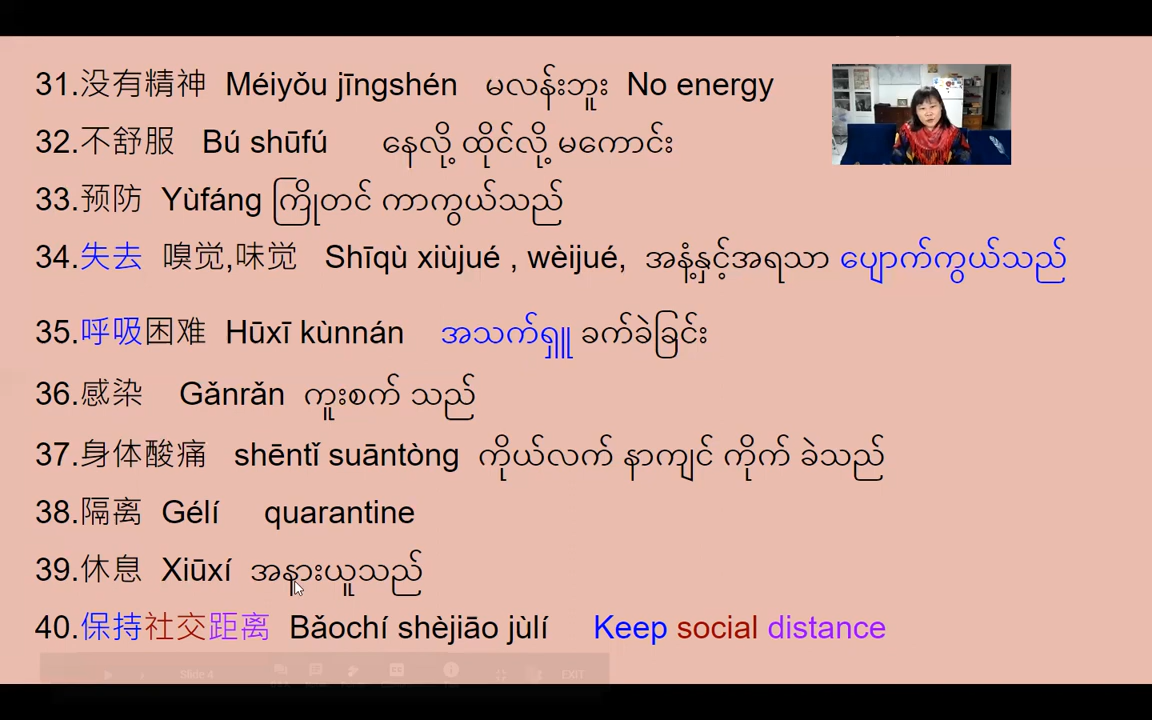 31.没有精神 Méiyǒu jīngshén မလန်းဘူး No energy
32.不舒服 Bú shūfú နေလို့ ထိုင်လို့ မကောင်း
33.预防 Yùfáng ကြိုတင် ကာကွယ်သည်
34.失去 嗅觉,味觉 Shīqù xiùjué , wèijué, အနံ့နှင့်အရသာ ပျောက်ကွယ်သည်
35.呼吸困难 Hūxī kùnnán အသက်ရှူ ခက်ခဲခြင်း
36.感染 Gǎnrǎn ကူးစက် သည်
37.身体酸痛 shēntǐ suāntòng ကိုယ်လက် နာကျင် ကိုက် ခဲသည်
38.隔离 Gélí quarantine
39.休息 Xiūxí အနားယူသည်
40.保持社交距离 Bǎochí shèjiāo jùlí Keep social distance
Slide 4 EXIT